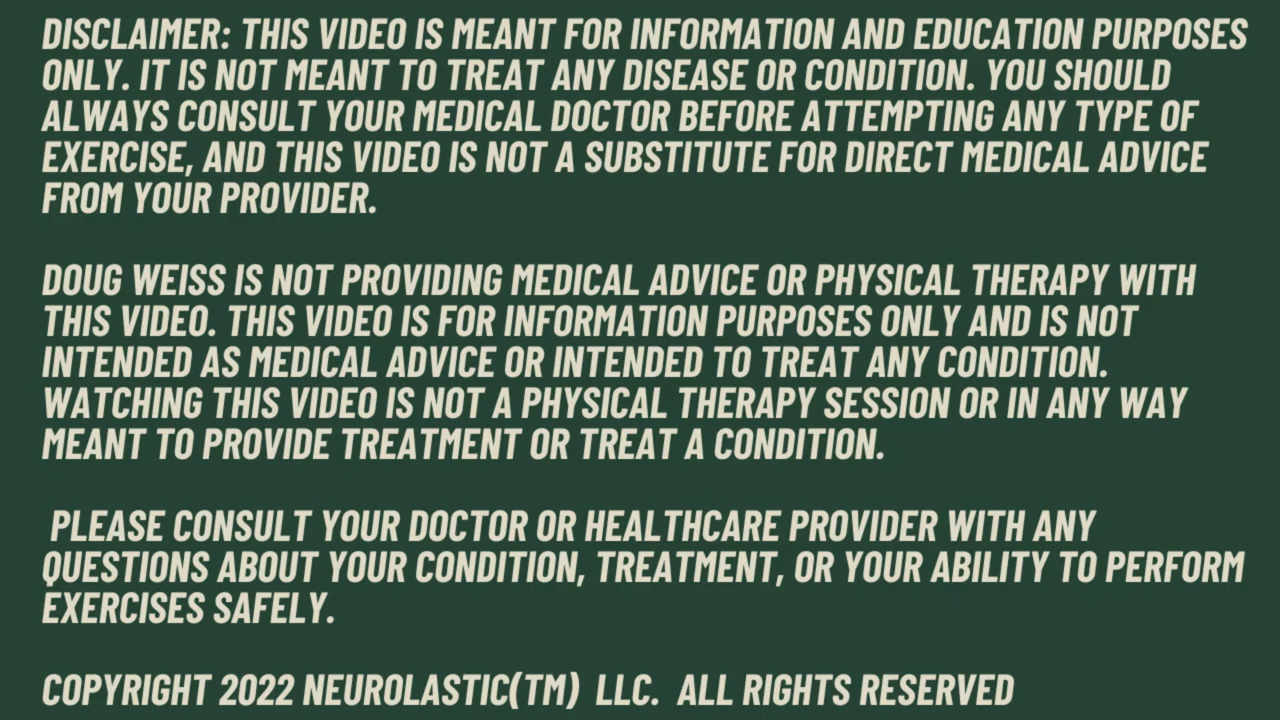 DISCLAIMER: THIS VIDEO IS MEANT FOR INFORMATION AND EDUCATION PURPOSES
ONLY. IT IS NOT MEANT TO TREAT ANY DISEASE OR CONDITION. YOU SHOULD
ALWAYS CONSULT YOUR MEDICAL DOCTOR BEFORE ATTEMPTING ANY TYPE OF
EXERCISE, AND THIS VIDEO IS NOT A SUBSTITUTE FOR DIRECT MEDICAL ADVICE
FROM YOUR PROVIDER.
DOUG WEISS IS NOT PROVIDING MEDICAL ADVICE OR PHYSICAL THERAPY WITH
THIS VIDEO. THIS VIDEO IS FOR INFORMATION PURPOSES ONLY AND IS NOT
INTENDED AS MEDICAL ADVICE OR INTENDED TO TREAT ANY CONDITION.
WATCHING THIS VIDEO IS NOT A PHYSICAL THERAPY SESSION OR IN ANY WAY
MEANT TO PROVIDE TREATMENT OR TREAT A CONDITION.
PLEASE CONSULT YOUR DOCTOR OR HEALTHCARE PROVIDER WITH ANY
QUESTIONS ABOUT YOUR CONDITION, TREATMENT, OR YOUR ABILITY TO PERFORM
EXERCISES SAFELY.
COPYRIGHT 2022 NEUROLASTIC(TM) LLC. ALL RIGHTS RESERVED